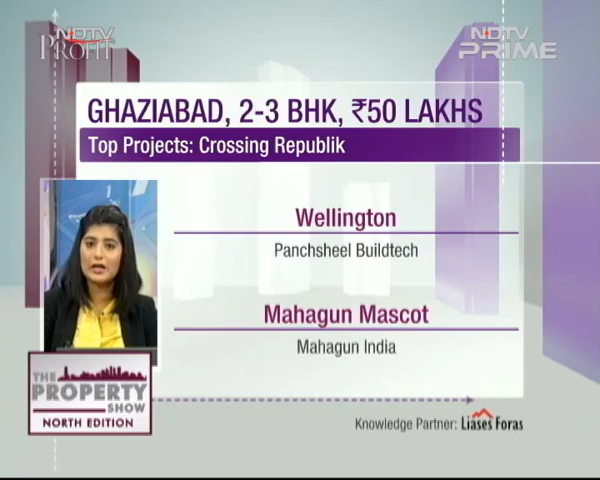 NDTV
PROFIT
NDTV
PRIME
GHAZIABAD, 2-3 BHK, ₹50 LAKHS
Top Projects: Crossing Republik
Wellington
Panchsheel Buildtech
Mahagun Mascot
Mahagun India
THE
PROPERTY
SHOW
NORTH EDITION
Knowledge Partner: Liases Foras